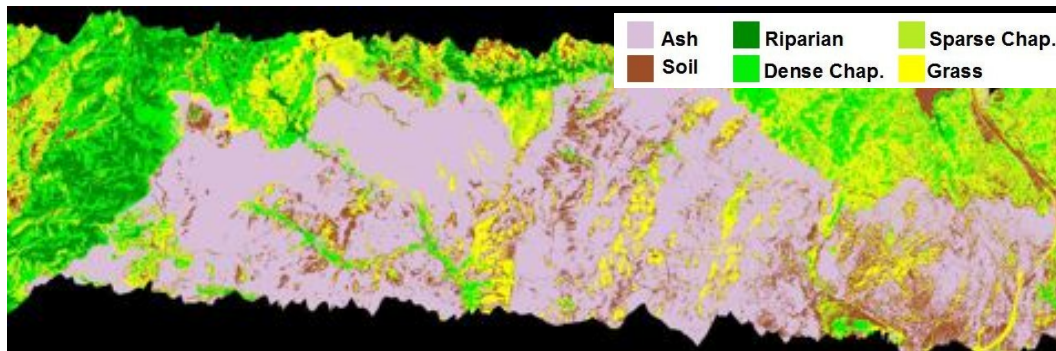 Ash
Riparian
Sparse Chap.
Soil
Dense Chap.
Grass